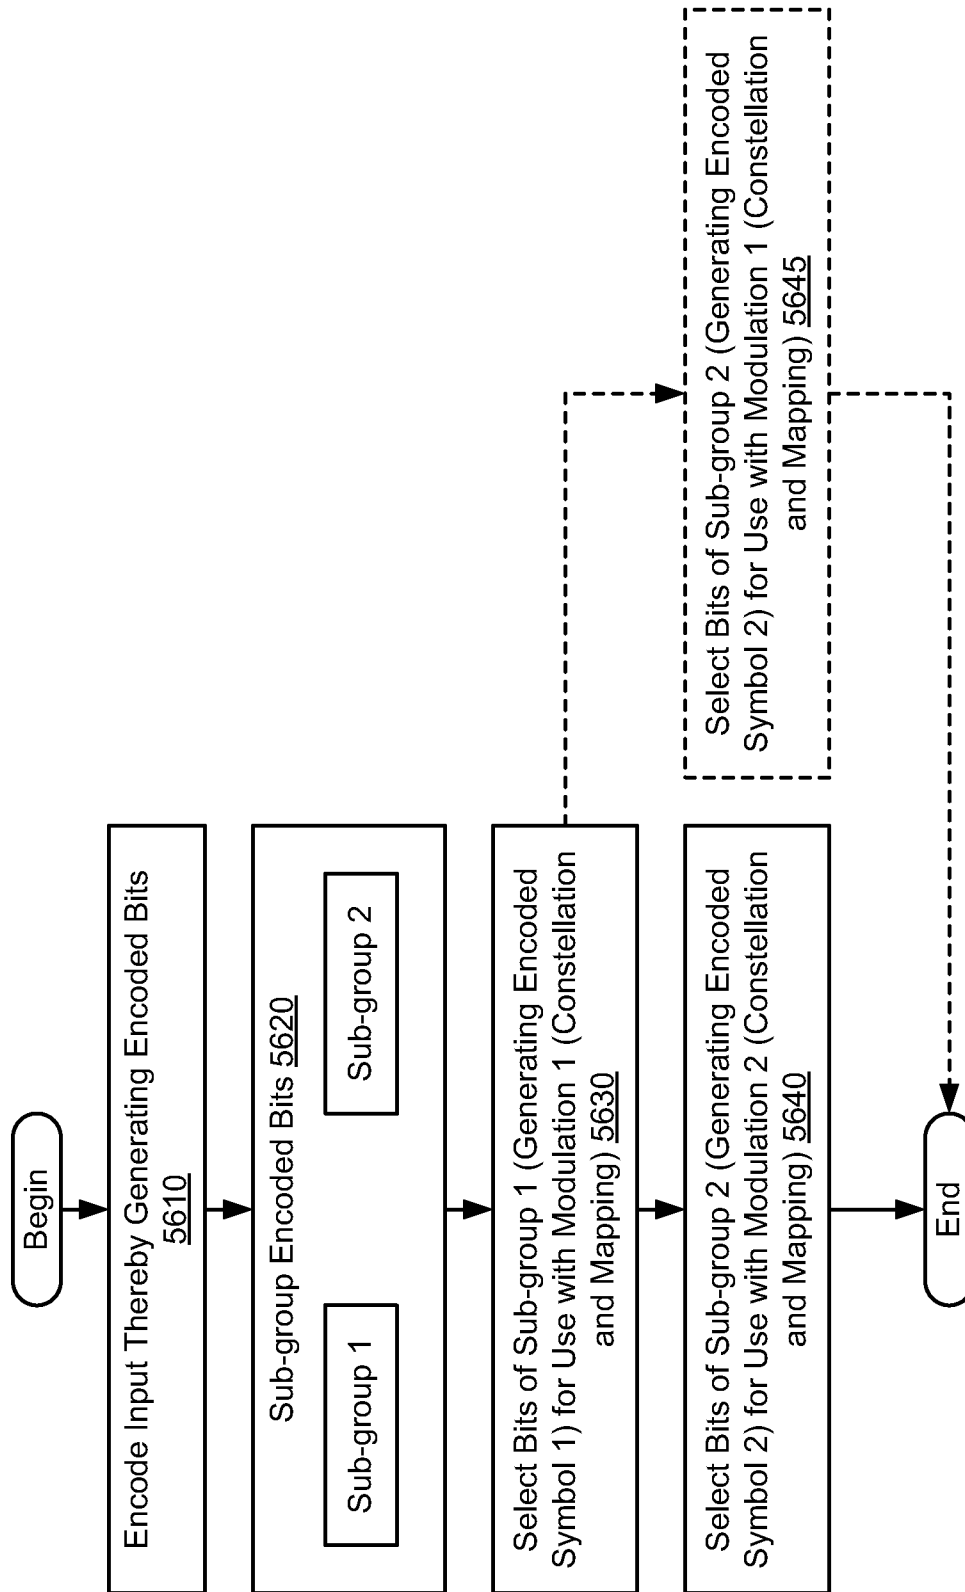 Begin
Encode Input Thereby Generating Encoded Bits
5610
Sub-group Encoded Bits 5620
Sub-group 1
Sub-group 2
Select Bits of Sub-group 1 (Generating Encoded
Symbol 1) for Use with Modulation 1 (Constellation
and Mapping) 5630
Select Bits of Sub-group 2 (Generating Encoded
Symbol 2) for Use with Modulation 2 (Constellation
and Mapping) 5640
Select Bits of Sub-group 2 (Generating Encoded
Symbol 2) for Use with Modulation 1 (Constellation
and Mapping) 5645
End